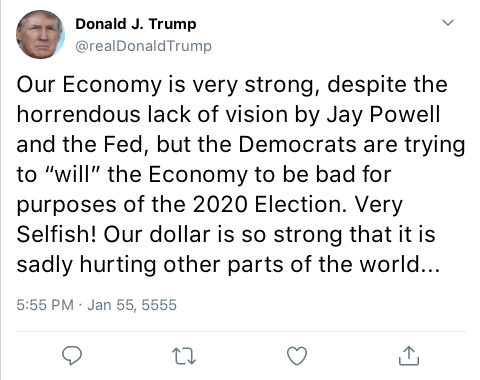 Donald J. Trump
@realDonaldTrump
Our Economy is very strong, despite the
horrendous lack of vision by Jay Powell
and the Fed, but the Democrats are trying
to “will” the Economy to be bad for
purposes of the 2020 Election. Very
Selfish! Our dollar is so strong that it is
sadly hurting other parts of the world...
5:55 PM · Jan 55, 5555